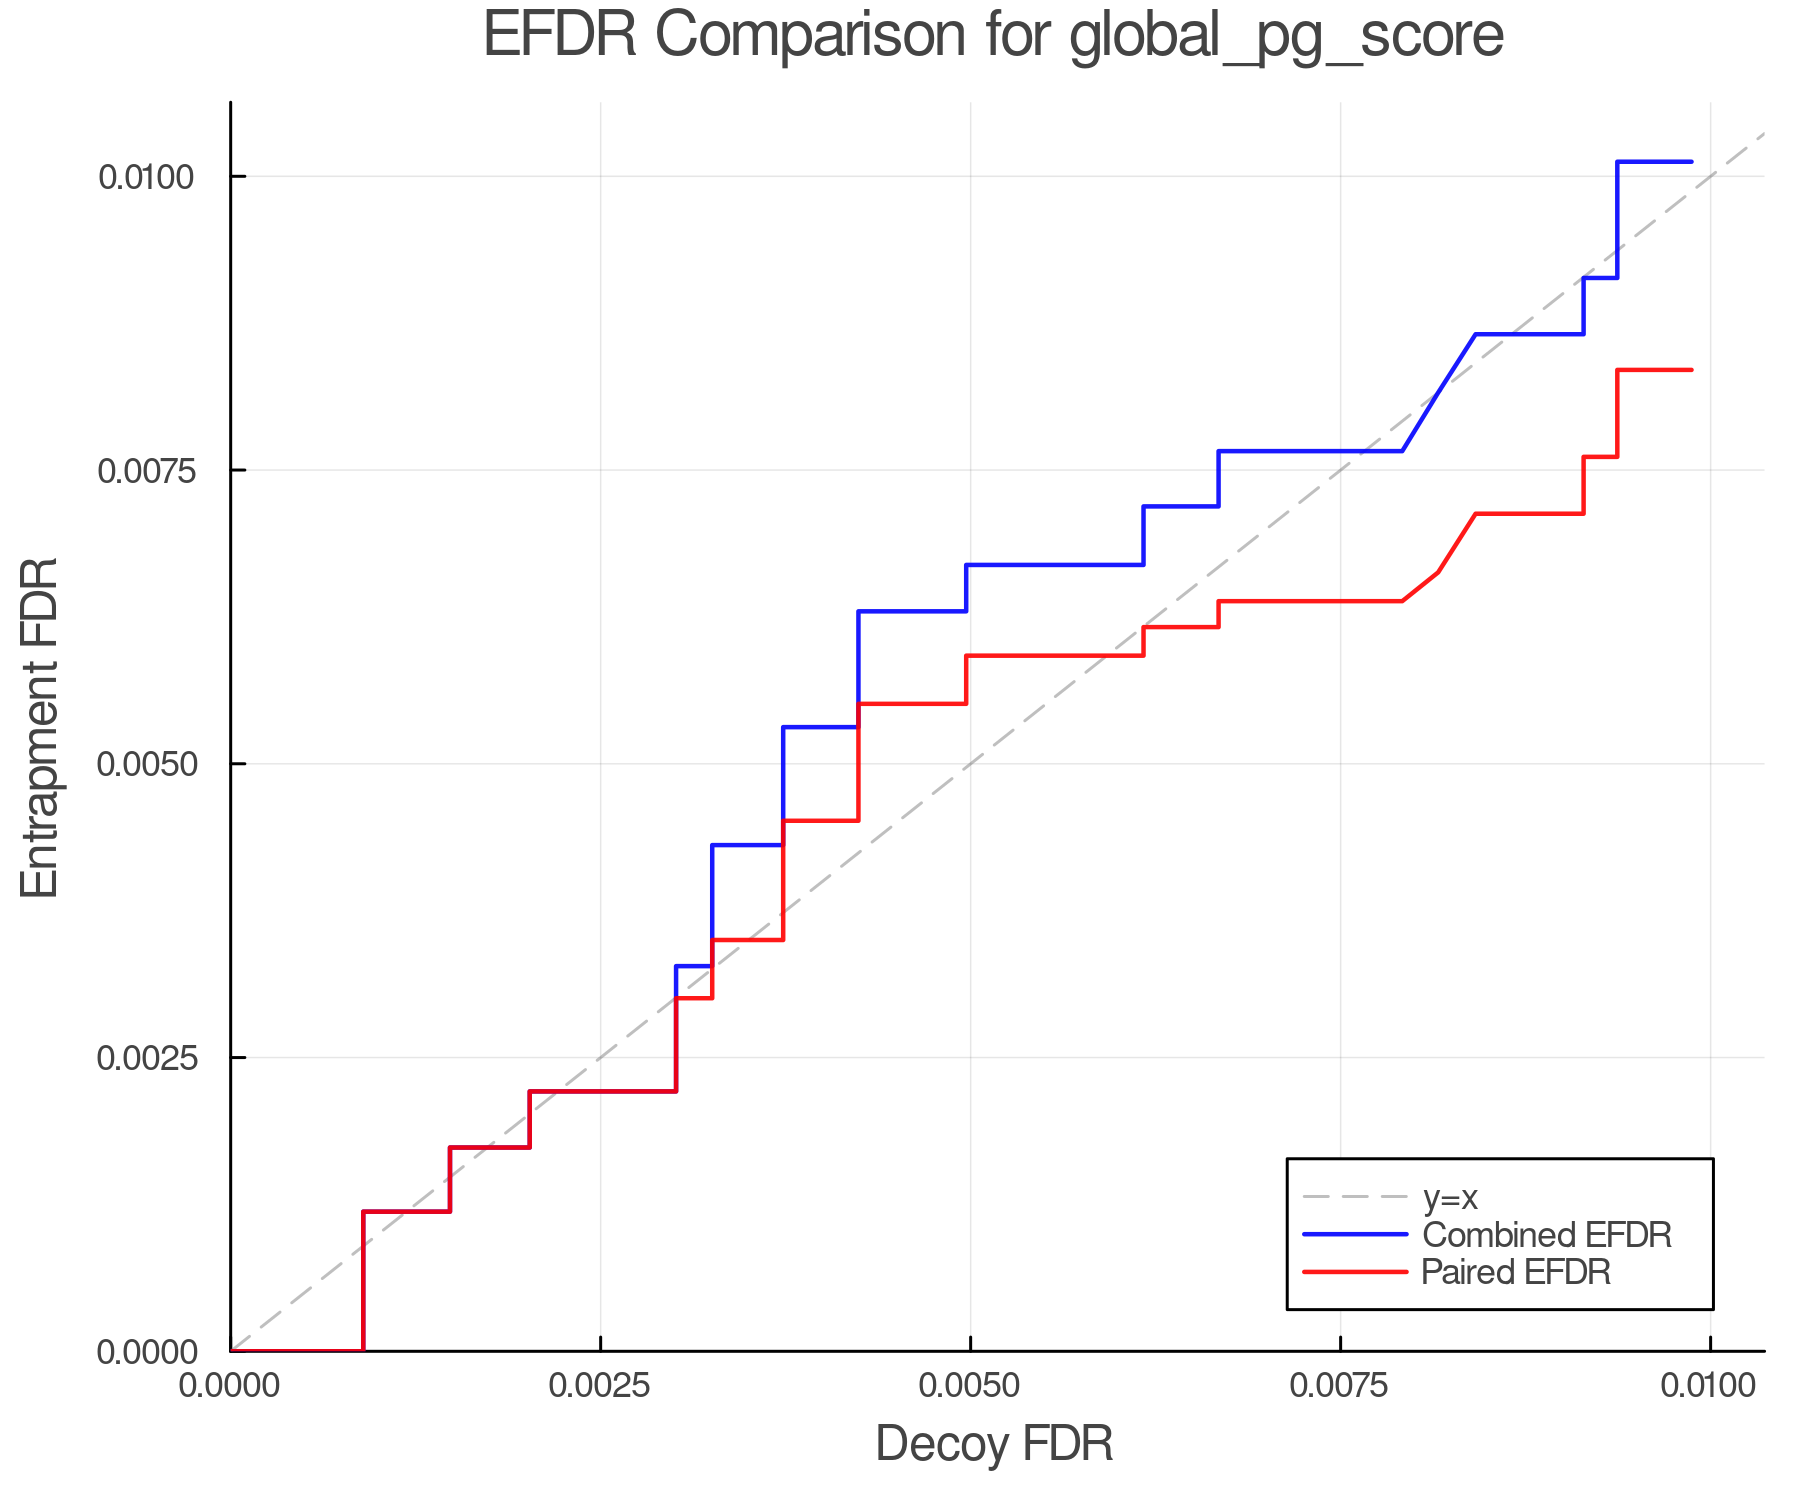 EFDR Comparison for global_pg_score
Entrapment FDR
0.0100
0.0075
0.0050
0.0025
0.0000
0.0000
0.0025
0.0050
0.0075
0.0100
Decoy FDR
y=x
Combined EFDR
Paired EFDR